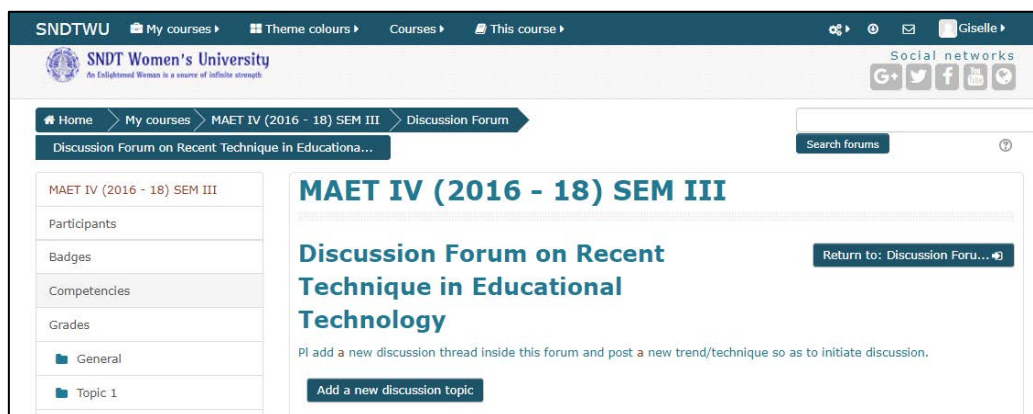 SNDTWU My courses Theme colours Courses This course Giselle
SNDT Women's University
An Enlightened Woman is a source of infinite strength
Social networks
G+ f You Tube
Home My courses MAET IV (2016 - 18) SEM III Discussion Forum
Discussion Forum on Recent Technique in Educationa...
Search forums
MAET IV (2016 - 18) SEM III
Participants
Badges
Competencies
Grades
General
Topic 1
MAET IV (2016 - 18) SEM III
Discussion Forum on Recent
Technique in Educational
Technology
Return to: Discussion Foru...
Pl add a new discussion thread inside this forum and post a new trend/technique so as to initiate discussion.
Add a new discussion topic